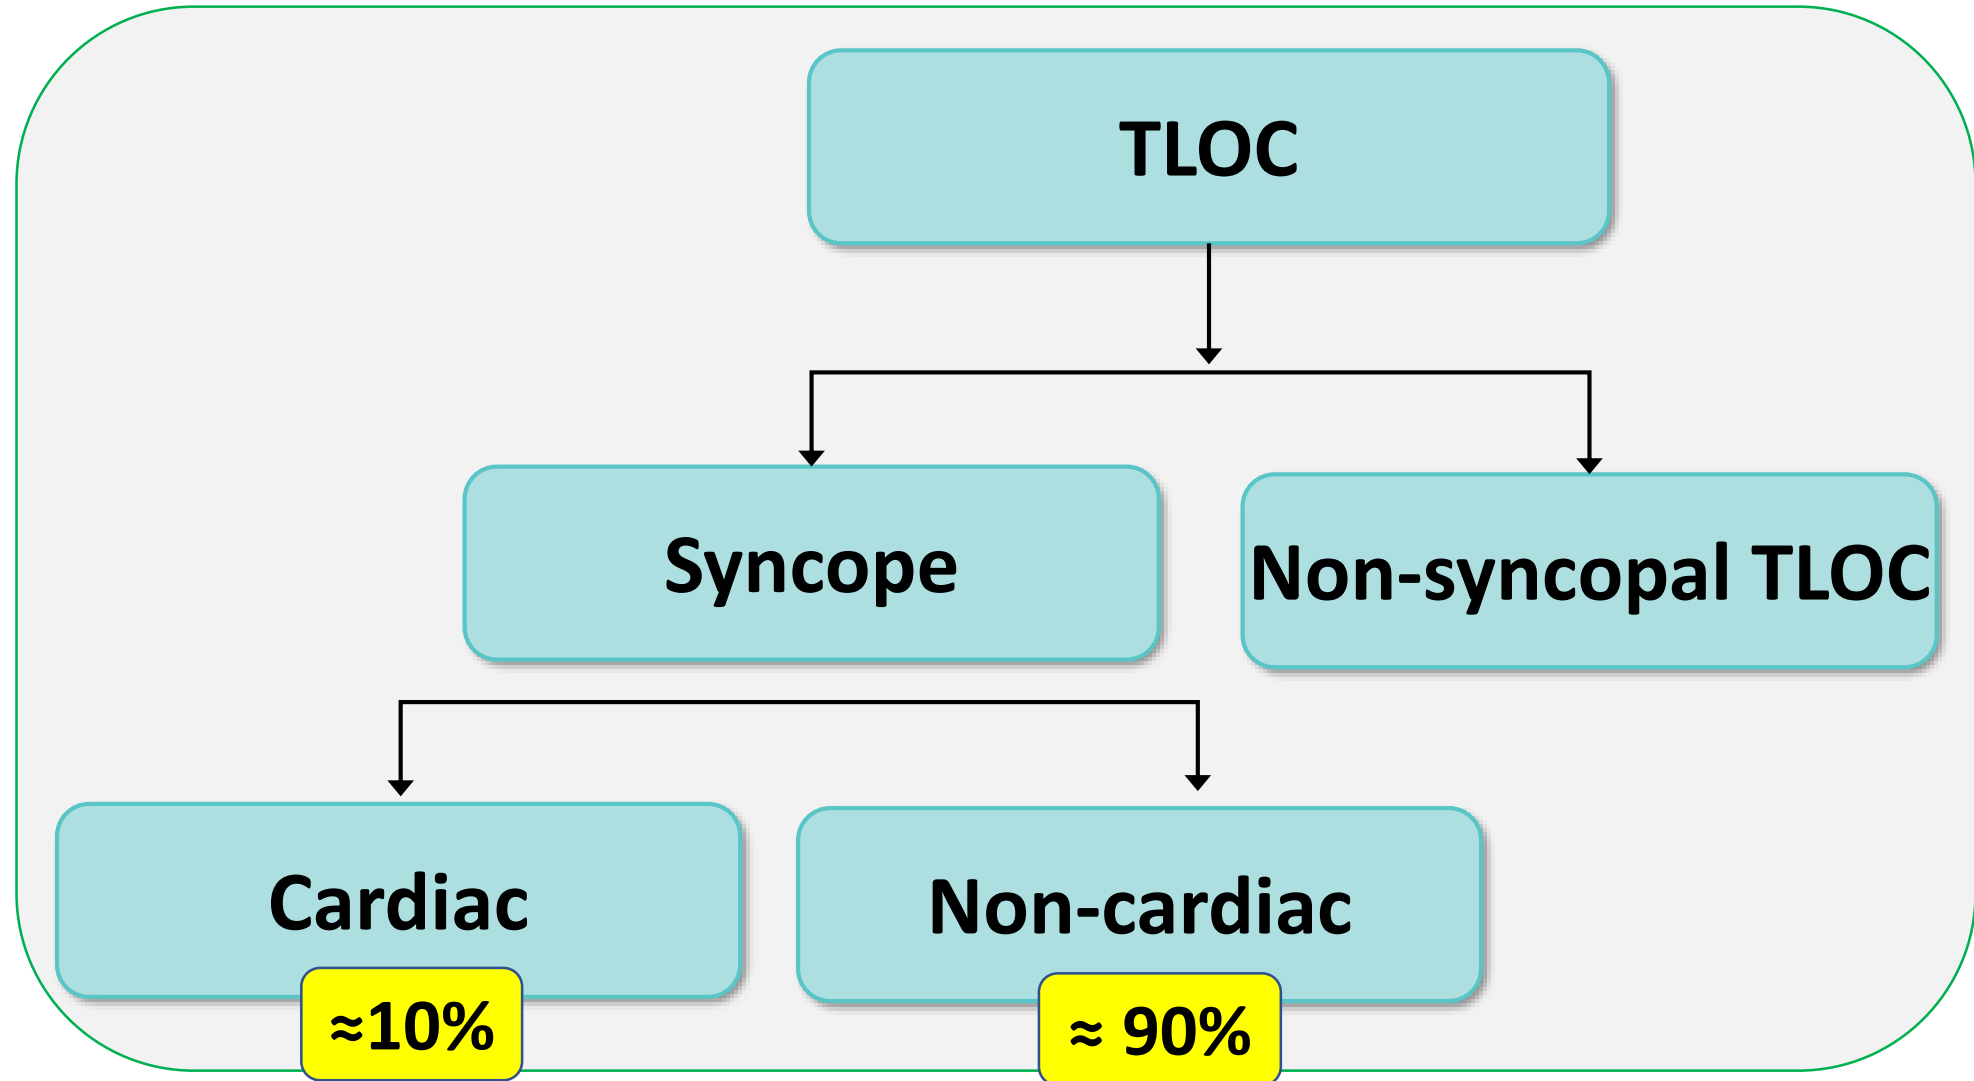 TLOC
Syncope
Non-syncopal TLOC
Cardiac
Non-cardiac
≈10%
≈ 90%